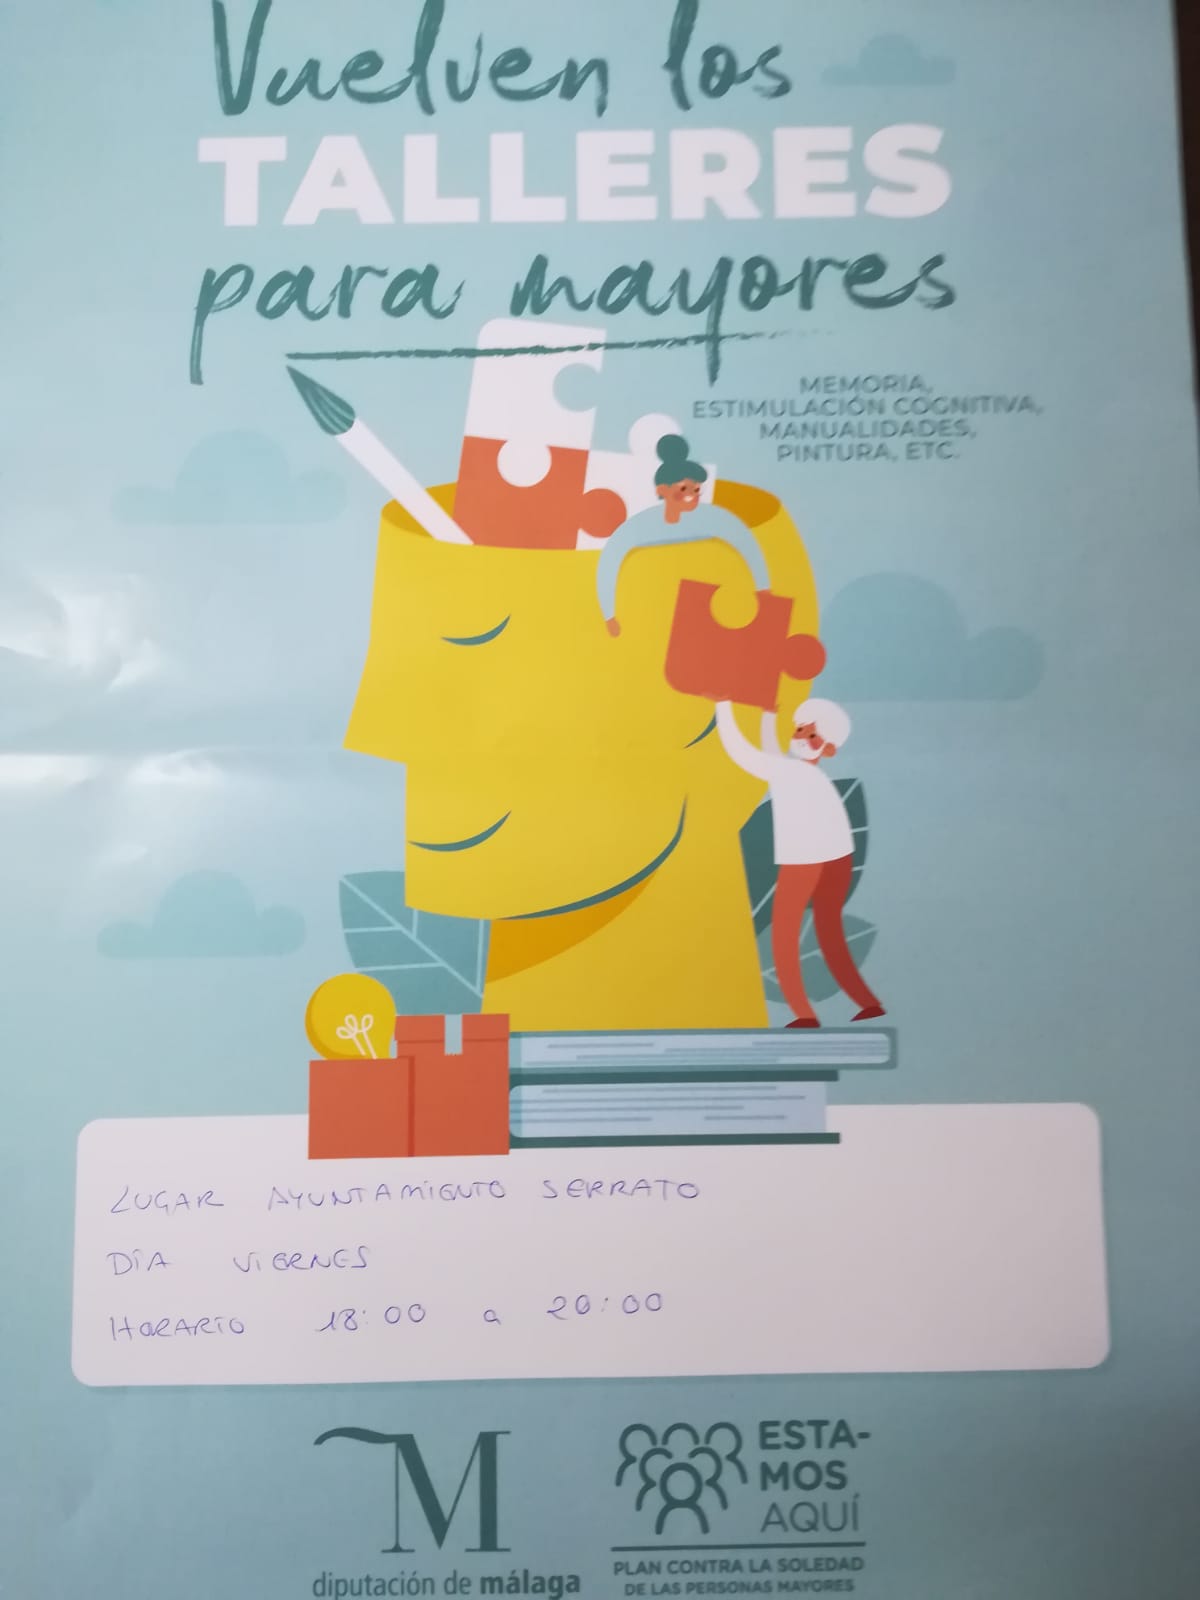 Vuelven los
TALLERES
para mayores
MEMORIA,
ESTIMULACIÓN COGNITIVA,
MANUALIDADES,
PINTURA, ETC.
LUGAR AYUNTAMIENTO SERRATO
DÍA VIERNES
HORARIO 18:00 a 20:00
M
diputación de málaga
ESTA-
MOS
AQUÍ
PLAN CONTRA LA SOLEDAD
DE LAS PERSONAS MAYORES